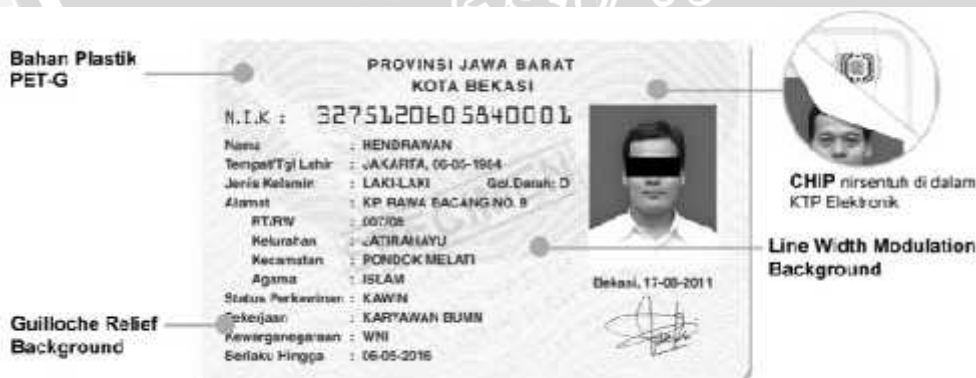 Bahan Plastik
PET-G
PROVINSI JAWA BARAT
KOTA BEKASI
N.I.K : 3275120605840001
Nama : HENDRAWAN
Tempat/Tgl Lahir : JAKARTA, 06-05-1984
Jenis Kelamin : LAKI-LAKI Gol.Darah: O
Alamat : KP RAWA BACANG NO. 8
RT/RW : 007/08
Kelurahan : JATIRAHAYU
Kecamatan : PONDOK MELATI
Agama : ISLAM
Status Perkawinan : KAWIN
Pekerjaan : KARYAWAN BUMN
Kewarganegaraan : WNI
Berlaku Hingga : 06-05-2016
Bekasi, 17-08-2011
CHIP nirsentuh di dalam
KTP Elektronik
Line Width Modulation
Background
Guilloche Relief
Background